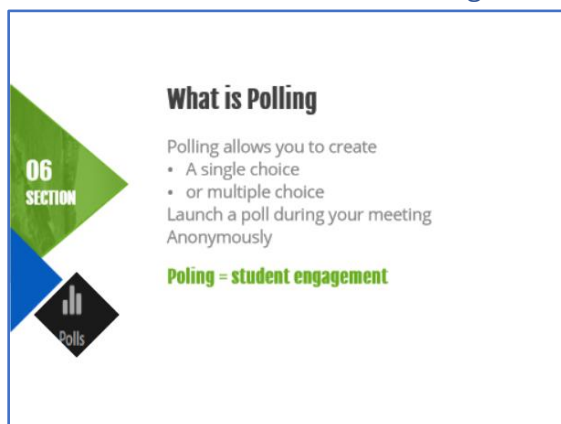 What is Polling
Polling allows you to create
• A single choice
• or multiple choice
Launch a poll during your meeting
Anonymously
Poling = student engagement
06
SECTION
Polls